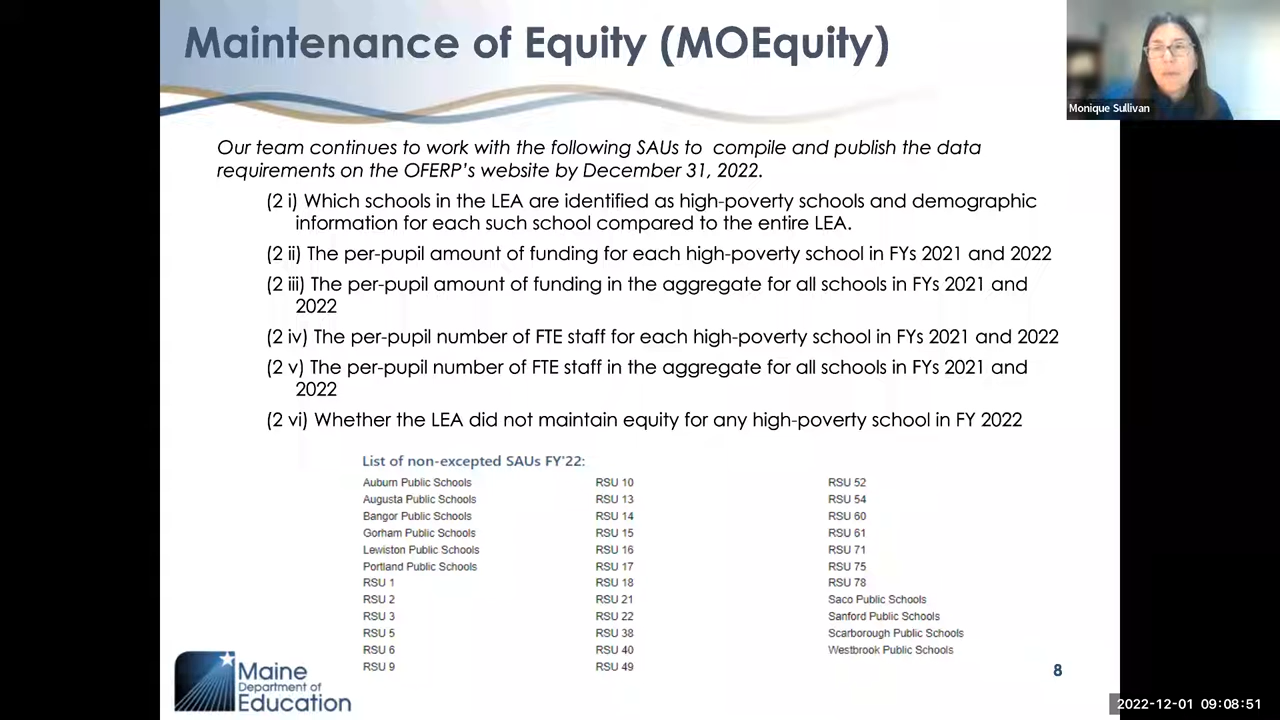 Maintenance of Equity (MOEquity)
Monique Sullivan
Our team continues to work with the following SAUs to compile and publish the data
requirements on the OFERP's website by December 31, 2022.
(2 i) Which schools in the LEA are identified as high-poverty schools and demographic
information for each such school compared to the entire LEA.
(2 ii) The per-pupil amount of funding for each high-poverty school in FYs 2021 and 2022
(2 iii) The per-pupil amount of funding in the aggregate for all schools in FYs 2021 and
2022
(2 iv) The per-pupil number of FTE staff for each high-poverty school in FYs 2021 and 2022
(2 v) The per-pupil number of FTE staff in the aggregate for all schools in FYs 2021 and
2022
(2 vi) Whether the LEA did not maintain equity for any high-poverty school in FY 2022
List of non-excepted SAUs FY'22:
Auburn Public Schools
Augusta Public Schools
Bangor Public Schools
Gorham Public Schools
Lewiston Public Schools
Portland Public Schools
RSU 1
RSU 2
RSU 3
RSU 5
RSU 6
RSU 9
RSU 10
RSU 13
RSU 14
RSU 15
RSU 16
RSU 17
RSU 18
RSU 21
RSU 22
RSU 38
RSU 40
RSU 49
RSU 52
RSU 54
RSU 60
RSU 61
RSU 71
RSU 75
RSU 78
Saco Public Schools
Sanford Public Schools
Scarborough Public Schools
Westbrook Public Schools
Maine
Department of
Education
8
2022-12-01 09:08:51